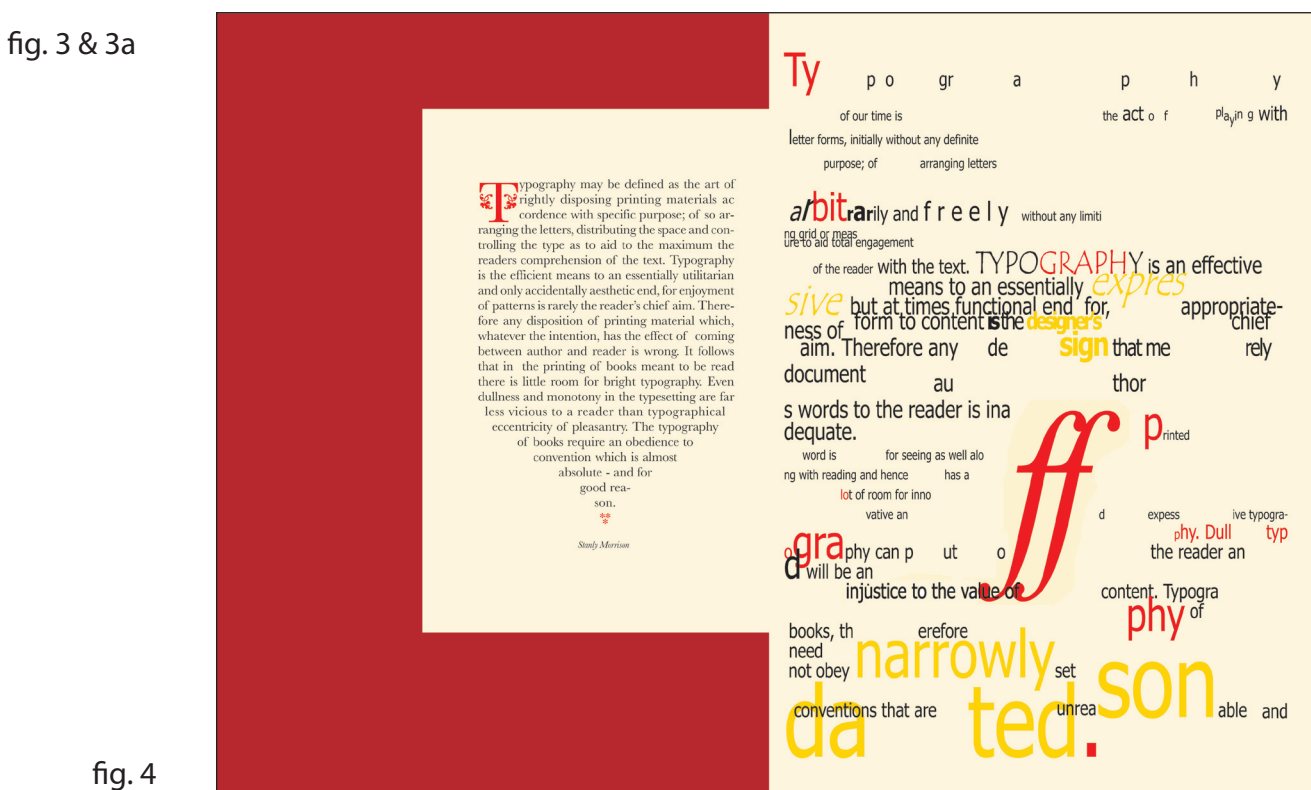 fig. 3 & 3a
Typography may be defined as the art of
rightly disposing printing materials ac
cordence with specific purpose; of so ar-
ranging the letters, distributing the space and con-
trolling the type as to aid to the maximum the
readers comprehension of the text. Typography
is the efficient means to an essentially utilitarian
and only accidentally aesthetic end, for enjoyment
of patterns is rarely the reader's chief aim. There-
fore any disposition of printing material which,
whatever the intention, has the effect of coming
between author and reader is wrong. It follows
that in the printing of books meant to be read
there is little room for bright typography. Even
dullness and monotony in the typesetting are far
less vicious to a reader than typographical
eccentricity of pleasantry. The typography
of books require an obedience to
convention which is almost
absolute - and for
good rea-
son.
***
Stanly Morrison
Ty p o gr a p h y
of our time is the act o f playin g with
letter forms, initially without any definite
purpose; of arranging letters
arbitrarily and f r e e l y without any limiti
ng grid or meas
ure to aid total engagement
of the reader with the text. TYPOGRAPHY is an effective
means to an essentially expres
sive but at times functional end for, appropriate-
ness of form to content is the designer's chief
aim. Therefore any de sign that me rely
document au thor
s words to the reader is ina
dequate. ff printed
word is for seeing as well alo
ng with reading and hence has a
lot of room for inno
vative an d expess ive typogra-
phy. Dull typ
ography can p ut o the reader an
d will be an
injustice to the value of content. Typogra
phy of
books, th erefore
need
not obey narrowly set
conventions that are unrea son able and
da ted.
fig. 4